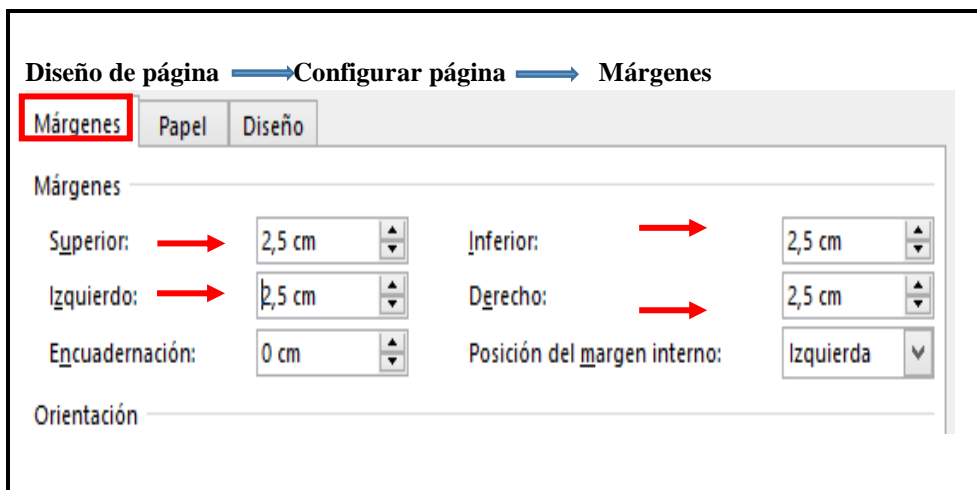 Diseño de página Configurar página Márgenes
Márgenes Papel Diseño
Márgenes
Superior: 2,5 cm Inferior: 2,5 cm
Izquierdo: 2,5 cm Derecho: 2,5 cm
Encuadernación: 0 cm Posición del margen interno: Izquierda
Orientación